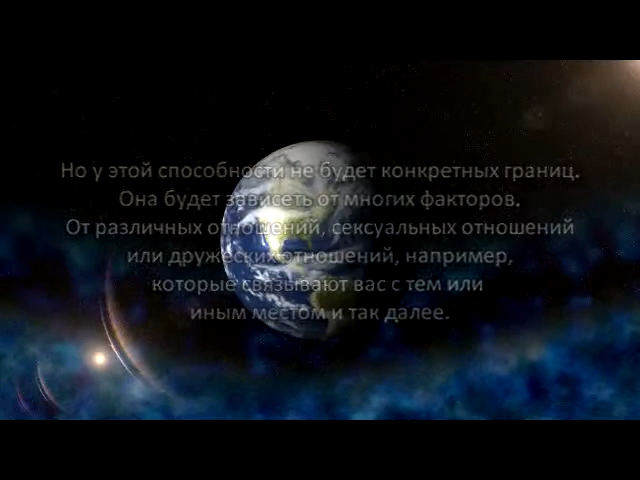 Но у этой способности не будет конкретных границ.
Она будет зависеть от многих факторов.
От различных отношений, сексуальных отношений
или дружеских отношений, например,
которые связывают вас с тем или
иным местом и так далее.